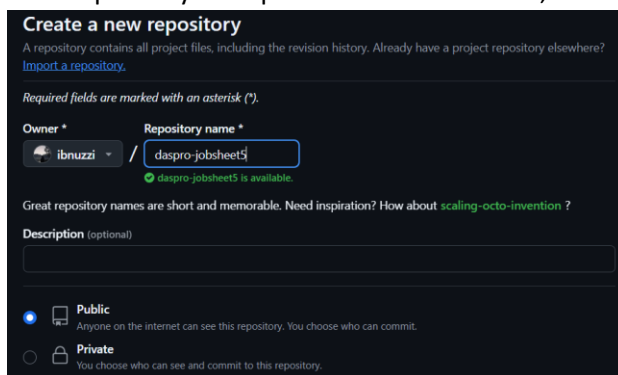 Create a new repository
A repository contains all project files, including the revision history. Already have a project repository elsewhere?
Import a repository.
Required fields are marked with an asterisk (*).
Owner * Repository name *
ibnuzzi / daspro-jobsheet5
daspro-jobsheet5 is available.
Great repository names are short and memorable. Need inspiration? How about scaling-octo-invention ?
Description (optional)
Public
Anyone on the internet can see this repository. You choose who can commit.
Private
You choose who can see and commit to this repository.